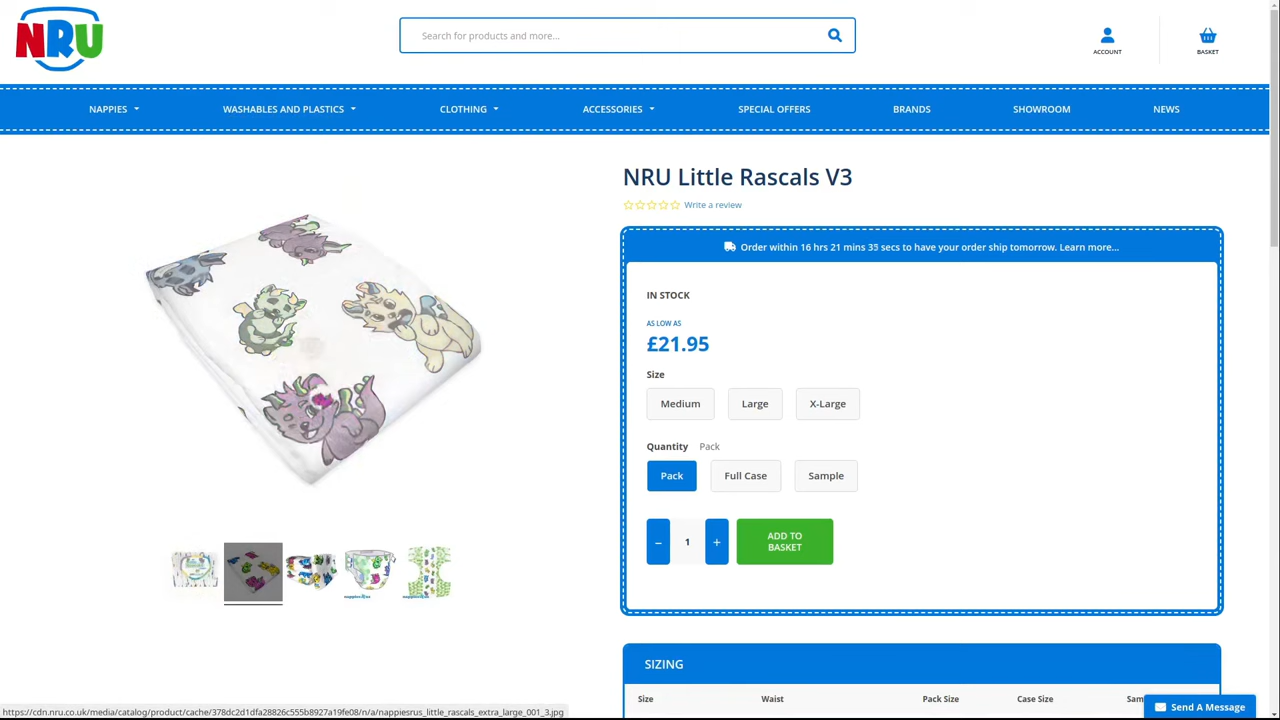 NRU
Search for products and more...
ACCOUNT
BASKET
NAPPIES
WASHABLES AND PLASTICS
CLOTHING
ACCESSORIES
SPECIAL OFFERS
BRANDS
SHOWROOM
NEWS
NRU Little Rascals V3
Write a review
Order within 16 hrs 21 mins 35 secs to have your order ship tomorrow. Learn more...
IN STOCK
AS LOW AS
£21.95
Size
Medium
Large
X-Large
Quantity Pack
Pack
Full Case
Sample
– 1 +
ADD TO
BASKET
SIZING
Size Waist Pack Size Case Size Sam
Send A Message
https://cdn.nru.co.uk/media/catalog/product/cache/378dc2d1dfa28826c555b8927a19fe08/n/a/nappiesrus_little_rascals_extra_large_001_3.jpg